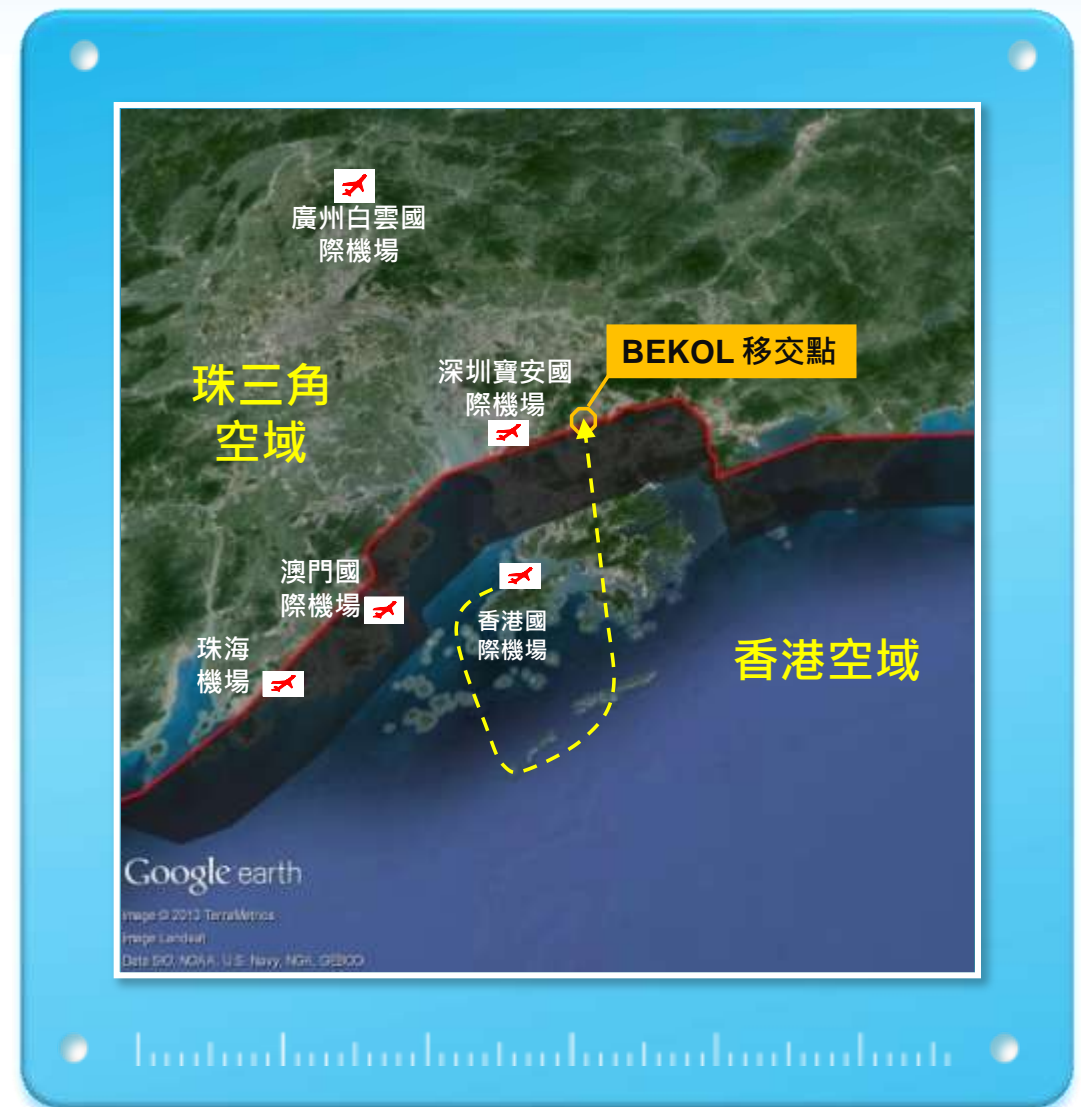 廣州白雲國
際機場
BEKOL 移交點
深圳寶安國
際機場
珠三角
空域
澳門國
際機場
香港國
際機場
珠海
機場
香港空域
Google earth
Image © 2013 TerraMetrics
Image Landsat
Data SIO, NOAA, U.S. Navy, NGA, GEBCO